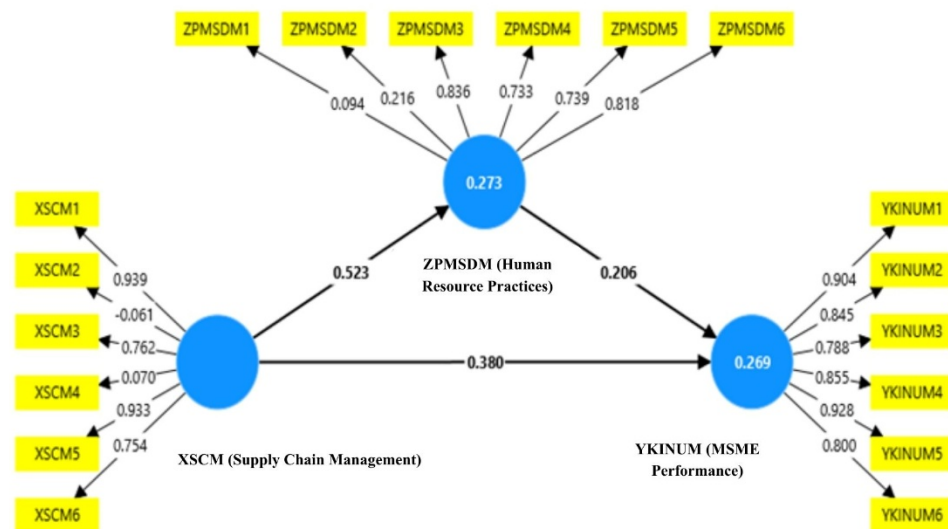 ZPMSDM1 ZPMSDM2 ZPMSDM3 ZPMSDM4 ZPMSDM5 ZPMSDM6
0.094 0.216 0.836 0.733 0.739 0.818
0.273
XSCM1
XSCM2
XSCM3
XSCM4
XSCM5
XSCM6
0.939
-0.061
0.762
0.070
0.933
0.754
0.523
ZPMSDM (Human
Resource Practices)
0.206
0.380
0.269
XSCM (Supply Chain Management)
YKINUM (MSME
Performance)
0.904
0.845
0.788
0.855
0.928
0.800
YKINUM1
YKINUM2
YKINUM3
YKINUM4
YKINUM5
YKINUM6